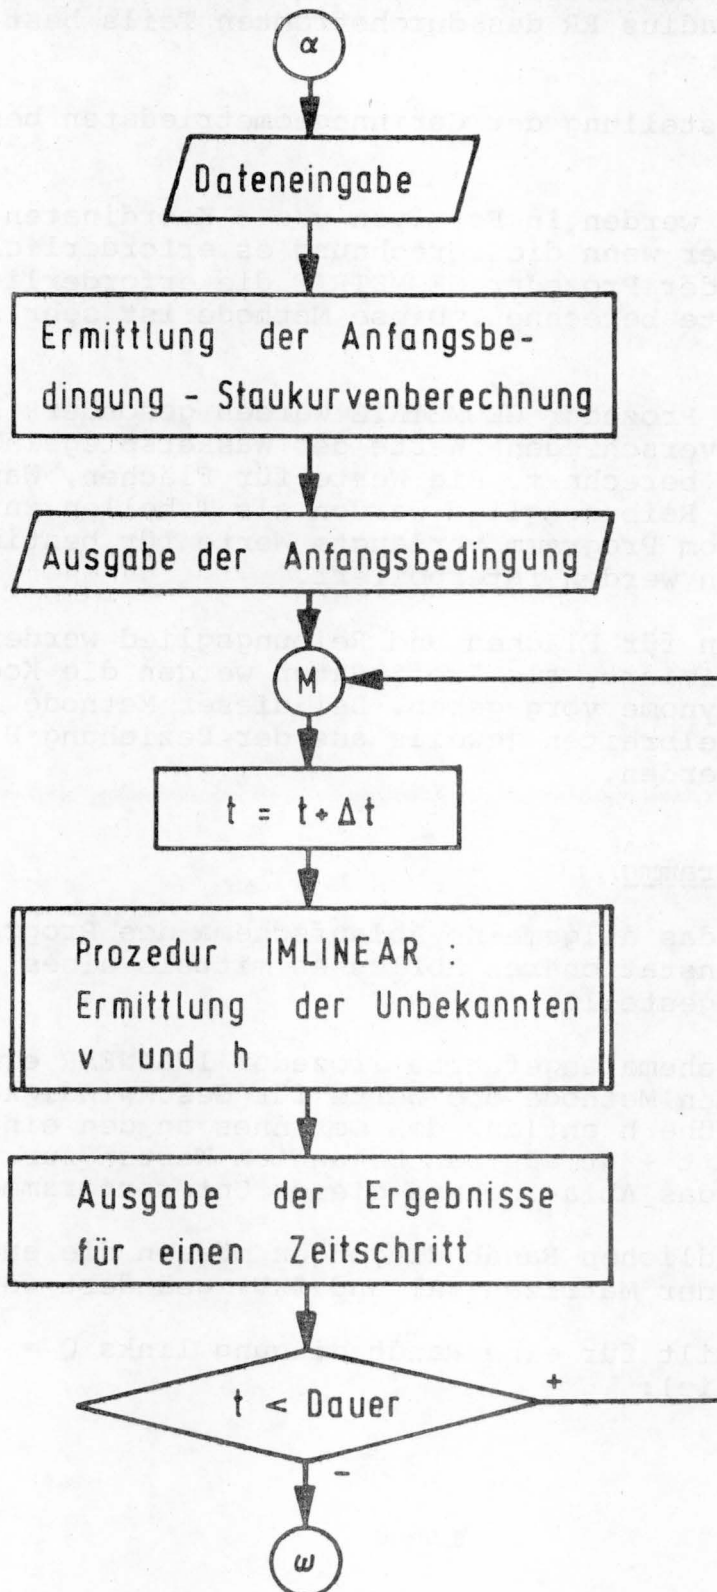 α
Dateneingabe
Ermittlung der Anfangsbe-
dingung - Staukurvenberechnung
Ausgabe der Anfangsbedingung
M
t = t + Δt
Prozedur IMLINEAR :
Ermittlung der Unbekannten
v und h
Ausgabe der Ergebnisse
für einen Zeitschritt
t < Dauer
+
-
ω